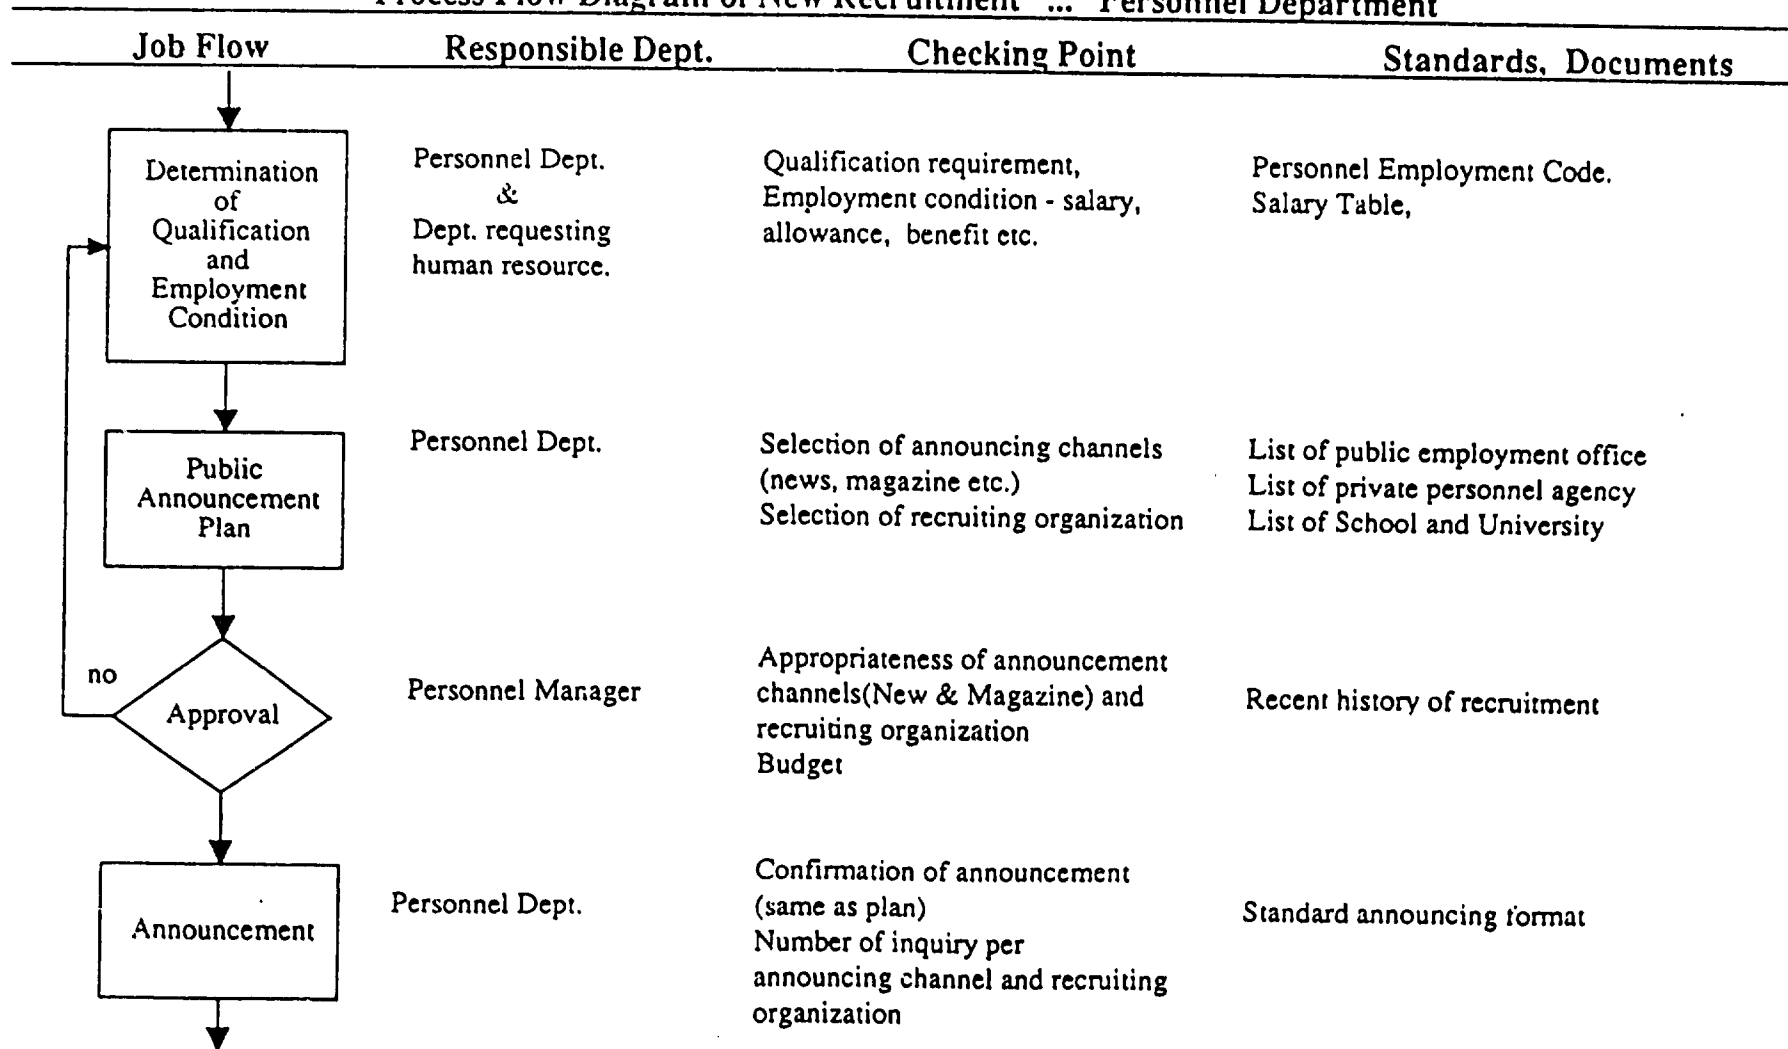 Process Flow Diagram of New Recruitment ... Personnel Department
Job Flow Responsible Dept. Checking Point Standards, Documents
Determination
of
Qualification
and
Employment
Condition
Personnel Dept.
&
Dept. requesting
human resource.
Qualification requirement,
Employment condition - salary,
allowance, benefit etc.
Personnel Employment Code.
Salary Table,
Public
Announcement
Plan
Personnel Dept.
Selection of announcing channels
(news, magazine etc.)
Selection of recruiting organization
List of public employment office
List of private personnel agency
List of School and University
no
Approval
Personnel Manager
Appropriateness of announcement
channels(New & Magazine) and
recruiting organization
Budget
Recent history of recruitment
Announcement
Personnel Dept.
Confirmation of announcement
(same as plan)
Number of inquiry per
announcing channel and recruiting
organization
Standard announcing format